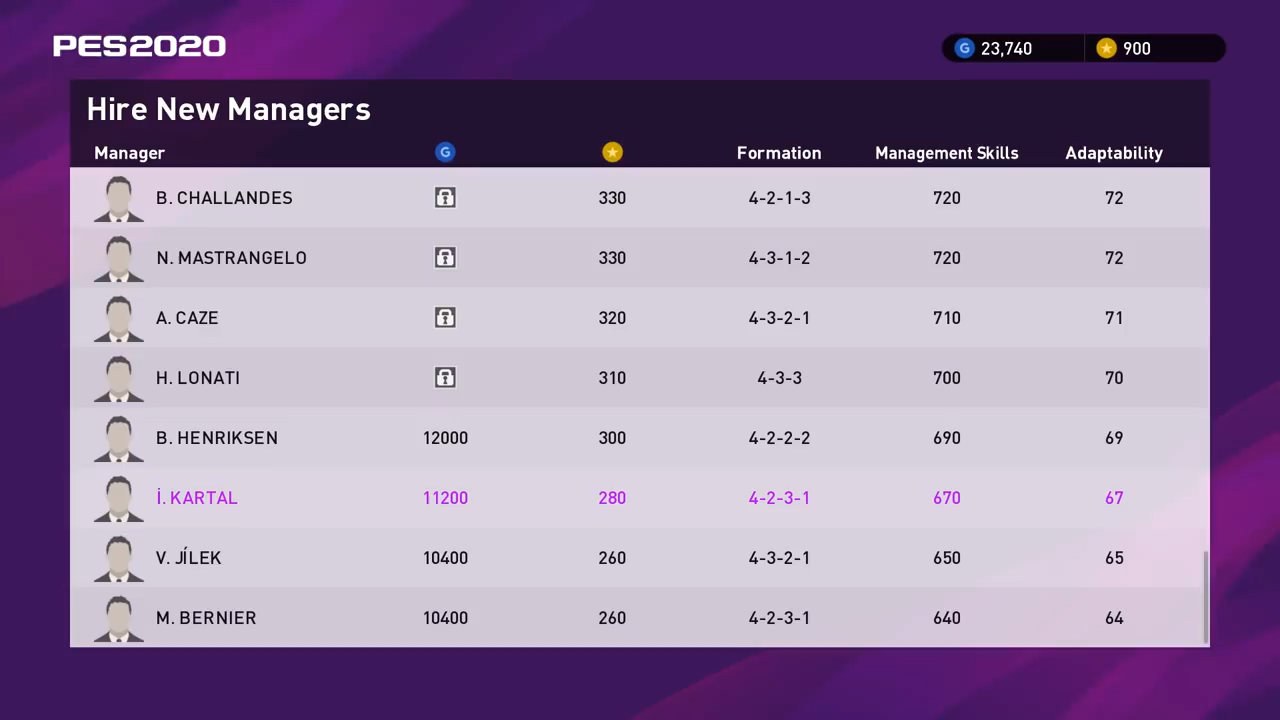 PES2020
G 23,740 900
Hire New Managers
Manager G Formation Management Skills Adaptability
B. CHALLANDES 330 4-2-1-3 720 72
N. MASTRANGELO 330 4-3-1-2 720 72
A. CAZE 320 4-3-2-1 710 71
H. LONATI 310 4-3-3 700 70
B. HENRIKSEN 12000 300 4-2-2-2 690 69
İ. KARTAL 11200 280 4-2-3-1 670 67
V. JÍLEK 10400 260 4-3-2-1 650 65
M. BERNIER 10400 260 4-2-3-1 640 64